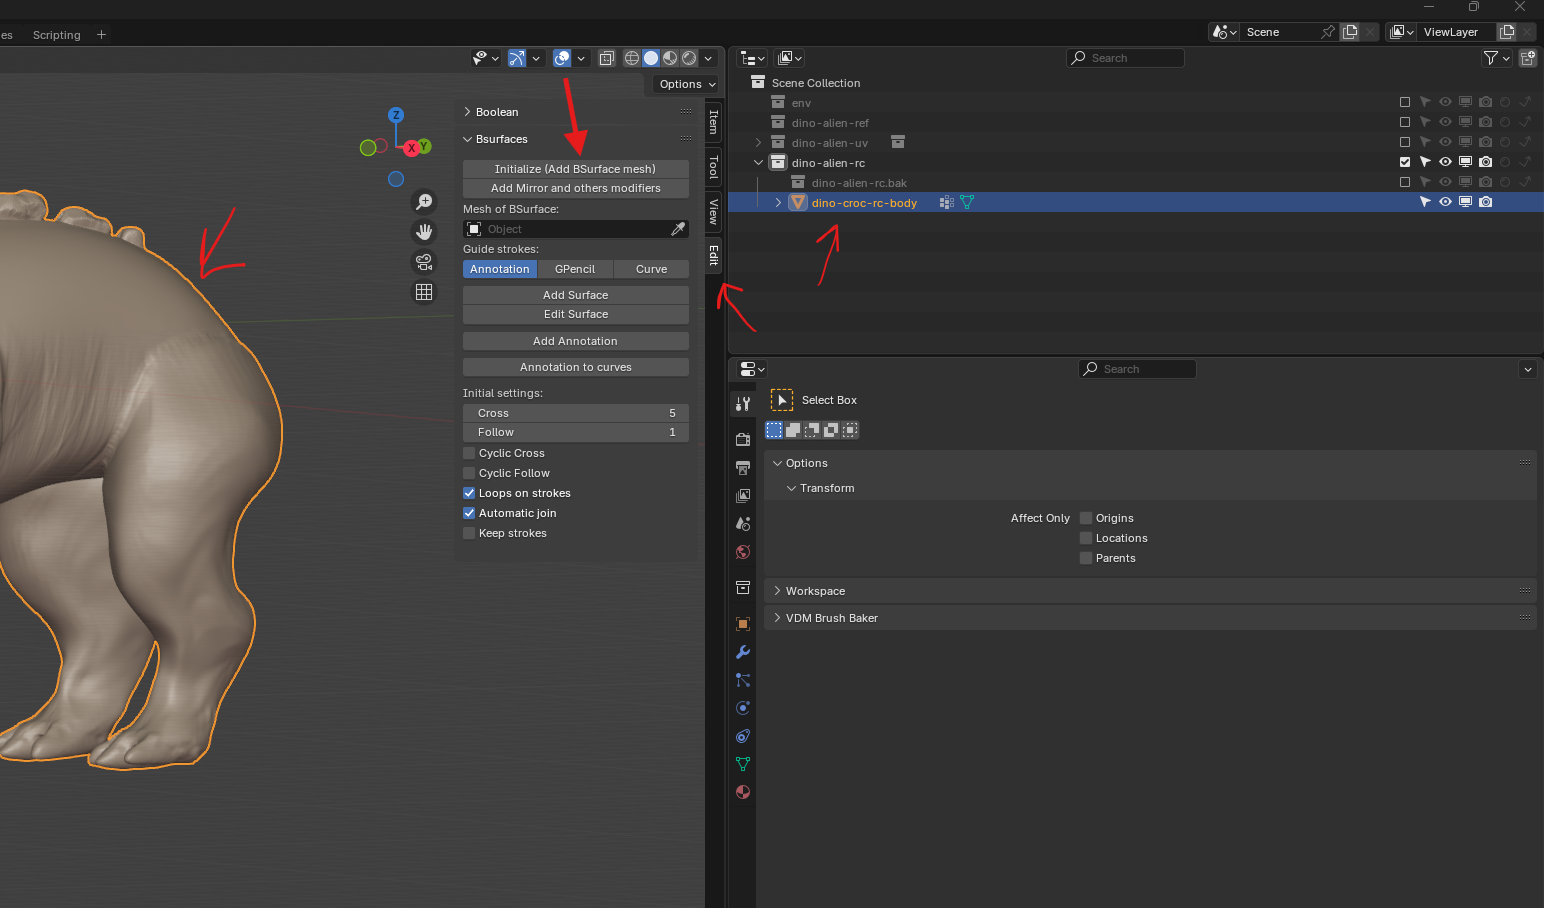 es Scripting +
Scene
ViewLayer
Options
Search
Scene Collection
env
dino-alien-ref
dino-alien-uv
dino-alien-rc
dino-alien-rc.bak
dino-croc-rc-body
Z
X
Y
Item
Tool
View
Edit
Boolean
Bsurfaces
Initialize (Add BSurface mesh)
Add Mirror and others modifiers
Mesh of BSurface:
Object
Guide strokes:
Annotation GPencil Curve
Add Surface
Edit Surface
Add Annotation
Annotation to curves
Initial settings:
Cross 5
Follow 1
Cyclic Cross
Cyclic Follow
Loops on strokes
Automatic join
Keep strokes
Search
Select Box
Options
Transform
Affect Only Origins
Locations
Parents
Workspace
VDM Brush Baker